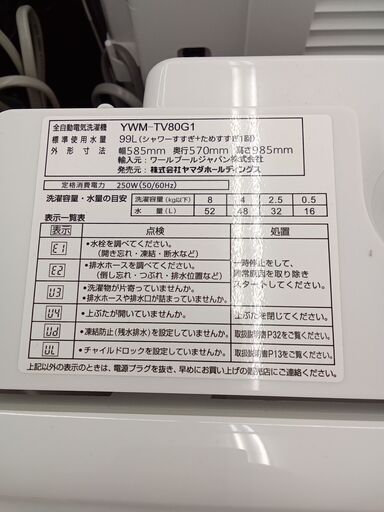 全自動電気洗濯機 YWM-TV80G1
標準使用水量 99L(シャワーすすぎ+ためすすぎ1回)
外形寸法 幅585mm 奥行570mm 高さ985mm
輸入元:ワールプールジャパン株式会社
発売元:株式会社ヤマダホールディングス
定格消費電力 250W(50/60Hz)
洗濯容量・水量の目安 洗濯容量(kg以下) 8 4 2.5 0.5
水量(L) 52 48 32 16
表示一覧表
表示 点検 処置
E1 •水栓を調べてください。
(開き忘れ・凍結・断水など)
E2 •排水ホースを調べてください。
(倒し忘れ・つぶれ・排水位置など)
一時停止をして、
異常原因を取り除き
スタートしてください。
U3 •洗濯物が片寄っていませんか。
•排水ホースや排水口が詰まっていませんか。
U4 •上ぶたが開いていませんか。 上ぶたを閉じてください。
Ud •凍結防止(残水排水)を設定していませんか。 取扱説明書P32をご覧ください。
UL •チャイルドロックを設定していませんか。 取扱説明書P13をご覧ください。
上記以外の表示のときは、電源プラグを抜き、早めにお買い上げの販売店にご相談ください。